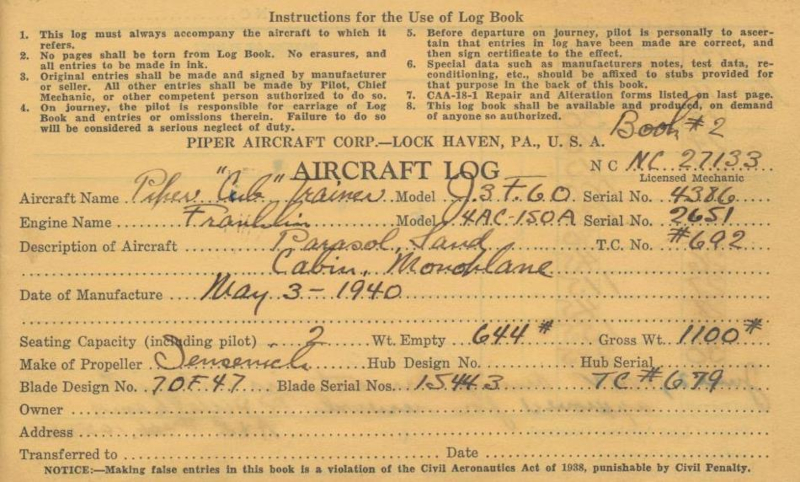 Instructions for the Use of Log Book
1. This log must always accompany the aircraft to which it refers.
2. No pages shall be torn from Log Book. No erasures, and all entries to be made in ink.
3. Original entries shall be made and signed by manufacturer or seller. All other entries shall be made by Pilot, Chief Mechanic, or other competent person authorized to do so.
4. On journey, the pilot is responsible for carriage of Log Book and entries or omissions therein. Failure to do so will be considered a serious neglect of duty.
5. Before departure on journey, pilot is personally to ascertain that entries in log have been made are correct, and then sign certificate to the effect.
6. Special data such as manufacturers notes, test data, reconditioning, etc., should be affixed to stubs provided for that purpose in the back of this book.
7. CAA-18-1 Repair and Alteration forms listed on last page.
8. This log book shall be available and produced, on demand of anyone so authorized.
Book #2
PIPER AIRCRAFT CORP.—LOCK HAVEN, PA., U. S. A.
AIRCRAFT LOG
N C NC 27133
Licensed Mechanic
Aircraft Name Piper "Cub" Trainer Model J3F60 Serial No. 4386
Engine Name Franklin Model 4AC-150A Serial No. 2651
Description of Aircraft Parasol, Land T.C. No. #692
Cabin, Monoplane
Date of Manufacture May 3-1940
Seating Capacity (including pilot) 2 Wt. Empty 644# Gross Wt. 1100#
Make of Propeller Sensenich Hub Design No. Hub Serial
Blade Design No. 70F47 Blade Serial Nos. 15443 TC #679
Owner
Address
Transferred to Date
NOTICE:—Making false entries in this book is a violation of the Civil Aeronautics Act of 1938, punishable by Civil Penalty.